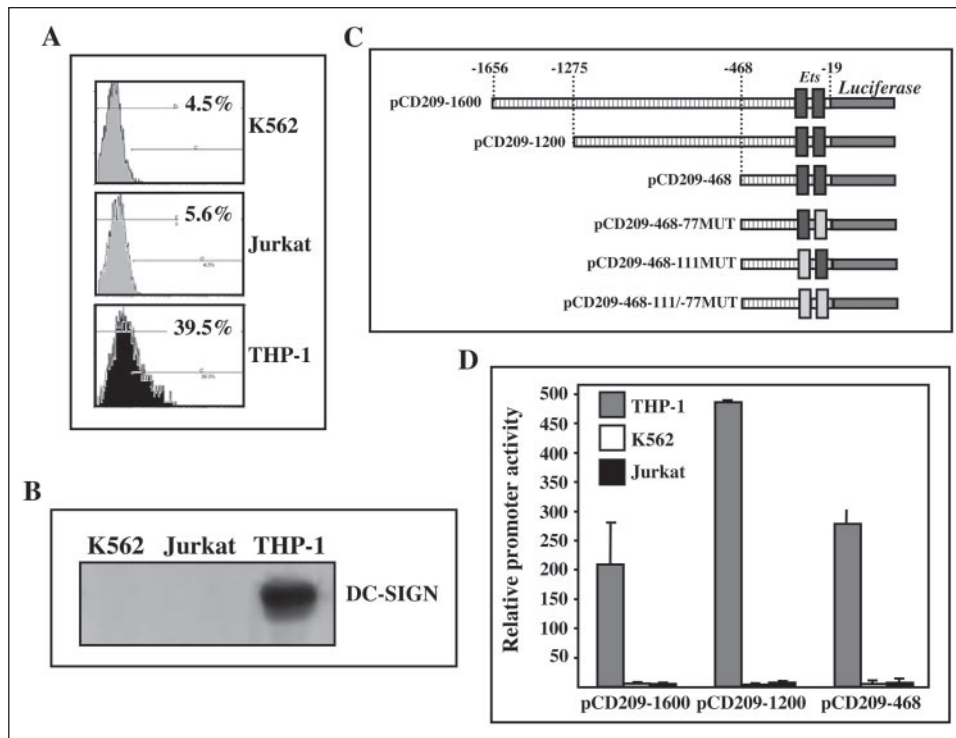 A
4.5%
K562
5.6%
Jurkat
39.5%
THP-1
B
K562 Jurkat THP-1
DC-SIGN
C
-1656 -1275 -468 -19
Ets
Luciferase
pCD209-1600
pCD209-1200
pCD209-468
pCD209-468-77MUT
pCD209-468-111MUT
pCD209-468-111/-77MUT
D
Relative promoter activity
500
450
400
350
300
250
200
150
100
50
THP-1
K562
Jurkat
pCD209-1600 pCD209-1200 pCD209-468